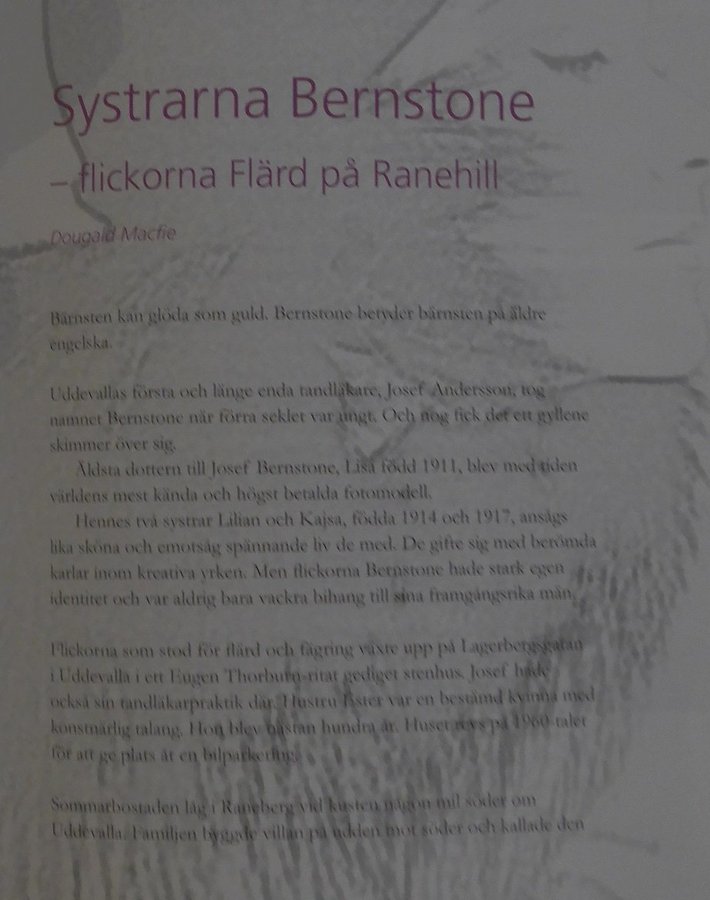 Systrarna Bernstone
– flickorna Flärd på Ranehill
Dougald Macfie
Bärnsten kan glöda som guld. Bernstone betyder bärnsten på äldre
engelska.
Uddevallas första och länge enda tandläkare, Josef Andersson, tog
namnet Bernstone när förra seklet var ungt. Och nog fick det ett gyllene
skimmer över sig.
Äldsta dottern till Josef Bernstone, Lisa född 1911, blev med tiden
världens mest kända och högst betalda fotomodell.
Hennes två systrar Lilian och Kajsa, födda 1914 och 1917, ansågs
lika sköna och emotsåg spännande liv de med. De gifte sig med berömda
karlar inom kreativa yrken. Men flickorna Bernstone hade stark egen
identitet och var aldrig bara vackra bihang till sina framgångsrika män.
Flickorna som stod för flärd och fägring växte upp på Lagerbergsgatan
i Uddevalla i ett Eugen Thorburn-ritat gediget stenhus. Josef hade
också sin tandläkarpraktik där. Hustru Ester var en bestämd kvinna med
konstnärlig talang. Hon blev nästan hundra år. Huset revs på 1960-talet
för att ge plats åt en bilparkering.
Sommarbostaden låg i Raneberg vid kusten någon mil söder om
Uddevalla. Familjen byggde villan på udden mot söder och kallade den